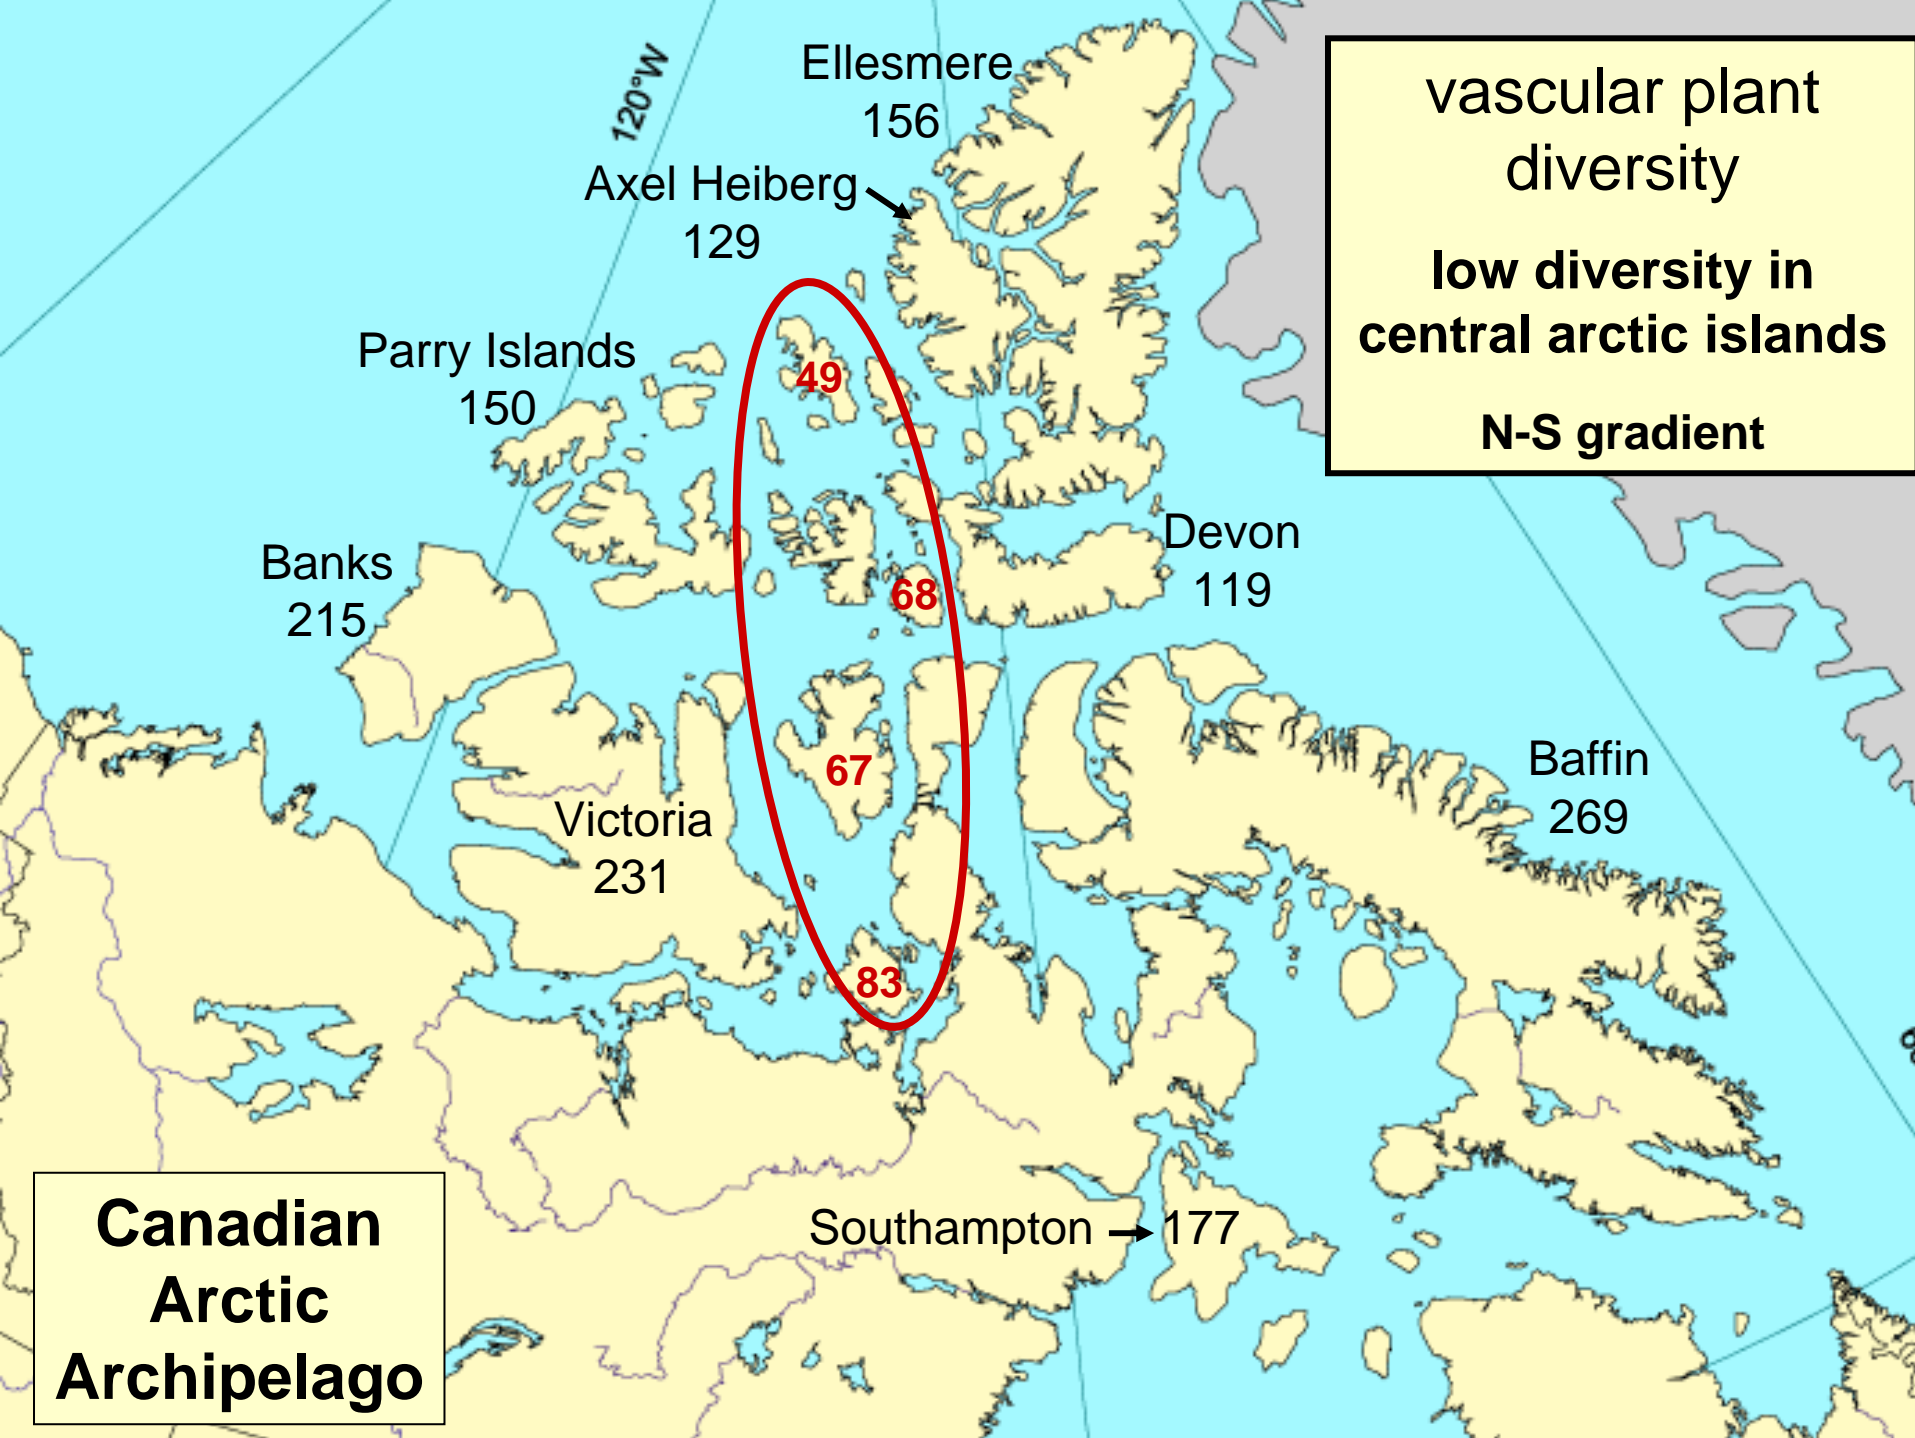 120°W
Ellesmere
156
Axel Heiberg
129
vascular plant
diversity
low diversity in
central arctic islands
N-S gradient
Parry Islands
150
49
Banks
215
68
Devon
119
67
Victoria
231
Baffin
269
83
Southampton
177
Canadian
Arctic
Archipelago